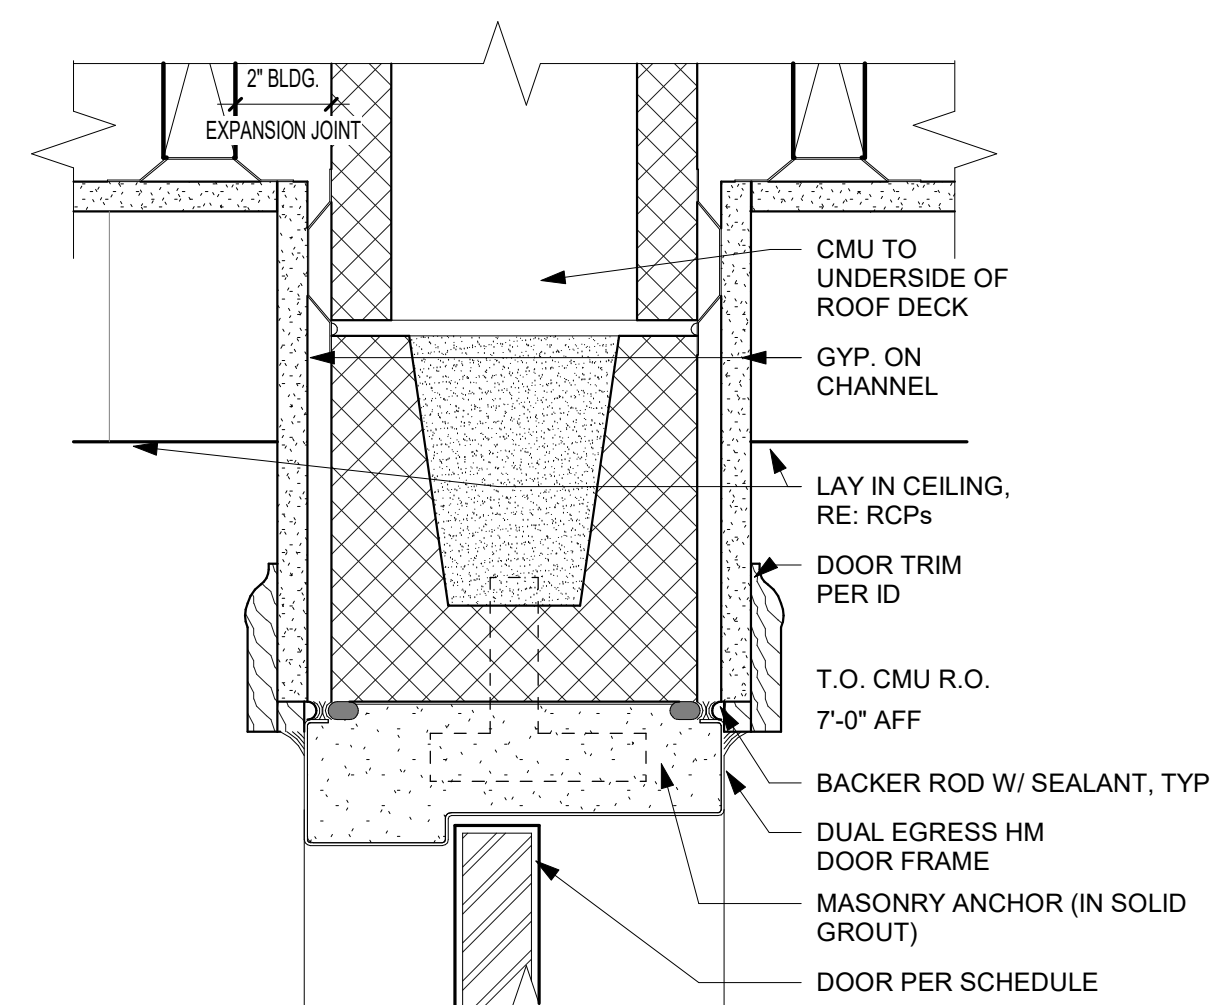 2" BLDG.
EXPANSION JOINT
CMU TO
UNDERSIDE OF
ROOF DECK
GYP. ON
CHANNEL
LAY IN CEILING,
RE: RCPs
DOOR TRIM
PER ID
T.O. CMU R.O.
7'-0" AFF
BACKER ROD W/ SEALANT, TYP
DUAL EGRESS HM
DOOR FRAME
MASONRY ANCHOR (IN SOLID
GROUT)
DOOR PER SCHEDULE